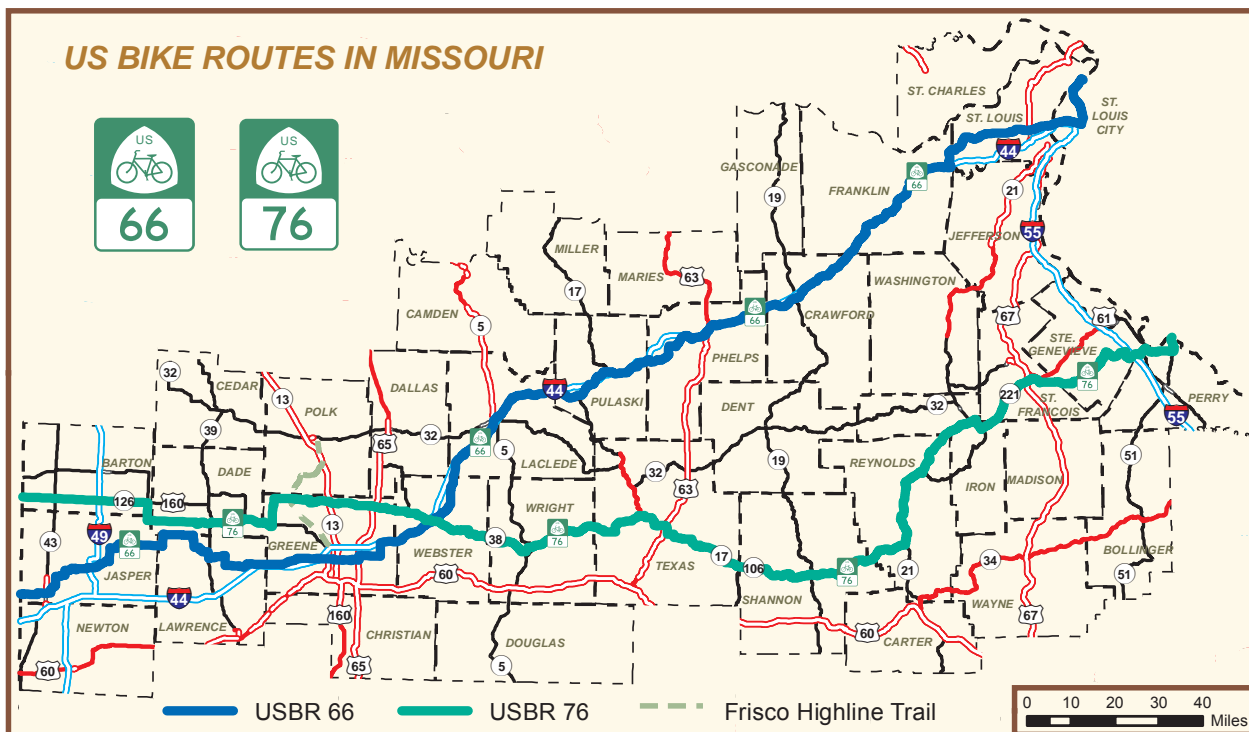 US BIKE ROUTES IN MISSOURI
US
66
US
76
ST. CHARLES
ST. LOUIS
ST.
LOUIS
CITY
44
GASCONADE
FRANKLIN
66
19
21
JEFFERSON
55
MILLER
MARIES
63
17
WASHINGTON
CAMDEN
5
66
CRAWFORD
67
61
STE.
GENEVIEVE
PHELPS
76
32
CEDAR
13
POLK
DALLAS
44
PULASKI
DENT
32
221
ST.
FRANCOIS
PERRY
55
39
65
32
66
5
LACLEDE
32
19
REYNOLDS
51
BARTON
DADE
63
IRON
MADISON
126
160
76
WRIGHT
43
49
66
13
GREENE
38
76
WEBSTER
17
106
76
BOLLINGER
JASPER
60
TEXAS
21
34
51
44
SHANNON
WAYNE
NEWTON
LAWRENCE
160
CHRISTIAN
DOUGLAS
60
CARTER
67
60
65
5
USBR 66
USBR 76
Frisco Highline Trail
0 10 20 30 40
Miles